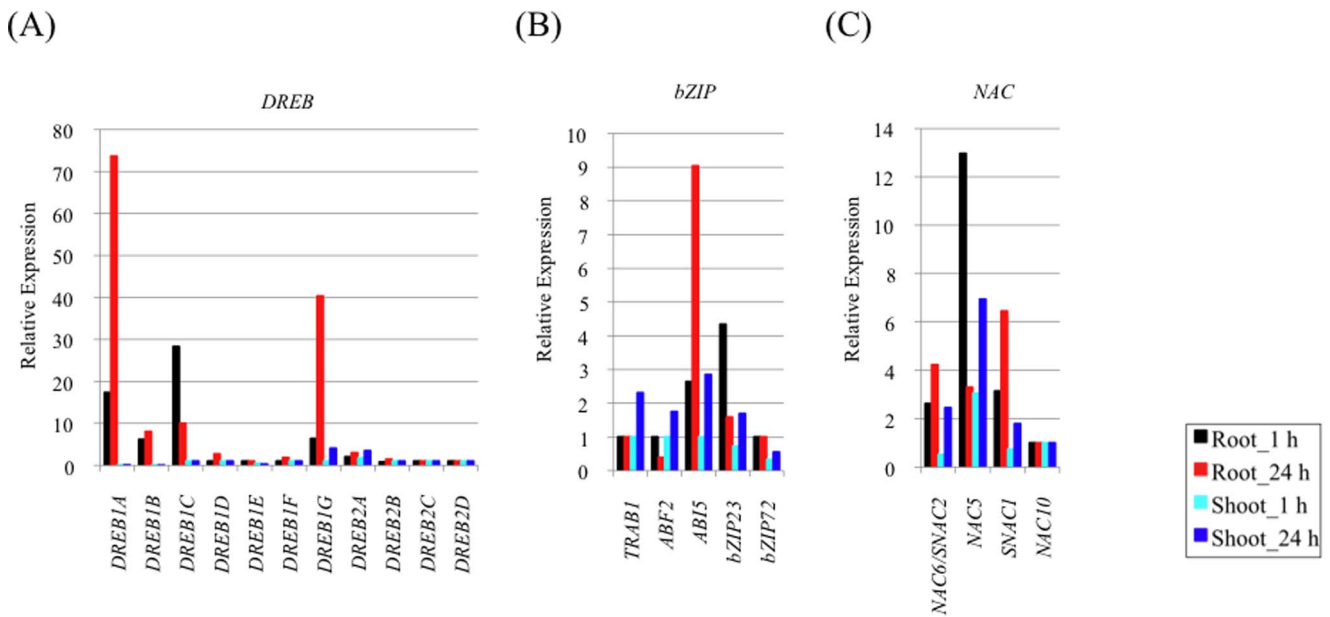 (A)
(B)
(C)
DREB
bZIP
NAC
Relative Expression
80
70
60
50
40
30
20
10
0
DREB1A
DREB1B
DREB1C
DREB1D
DREB1E
DREB1F
DREB1G
DREB2A
DREB2B
DREB2C
DREB2D
Relative Expression
10
9
8
7
6
5
4
3
2
1
0
TRAB1
ABF2
ABI5
bZIP23
bZIP72
Relative Expression
14
12
10
8
6
4
2
0
NAC6/SNAC2
NAC5
SNAC1
NAC10
Root_1 h
Root_24 h
Shoot_1 h
Shoot_24 h